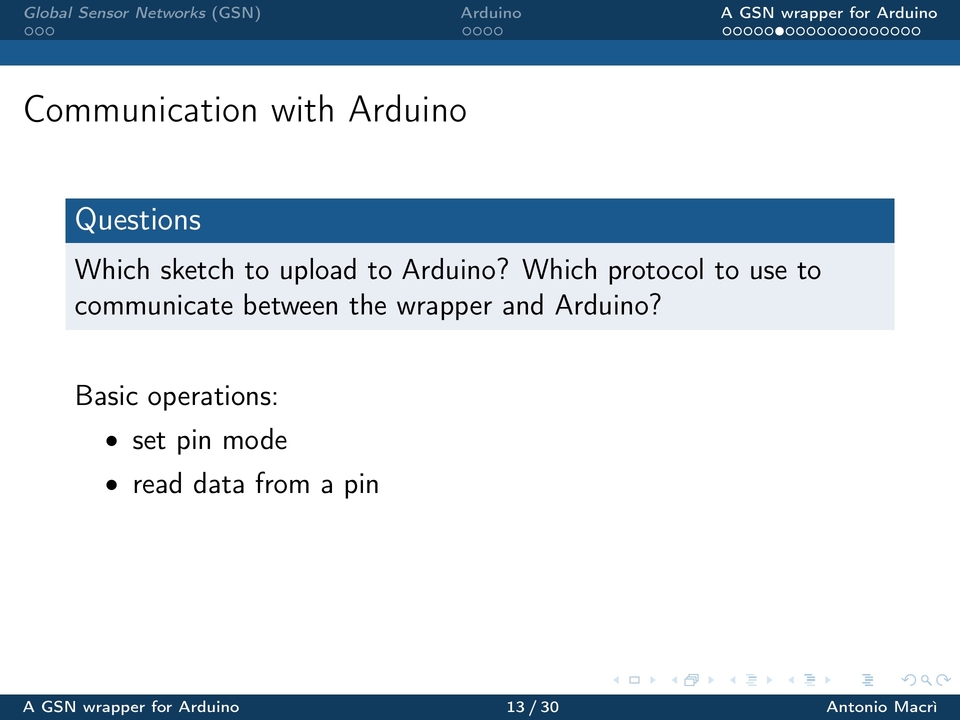 Global Sensor Networks (GSN)
Arduino
A GSN wrapper for Arduino
Communication with Arduino
Questions
Which sketch to upload to Arduino? Which protocol to use to
communicate between the wrapper and Arduino?
Basic operations:
• set pin mode
• read data from a pin
A GSN wrapper for Arduino
13 / 30
Antonio Macrì